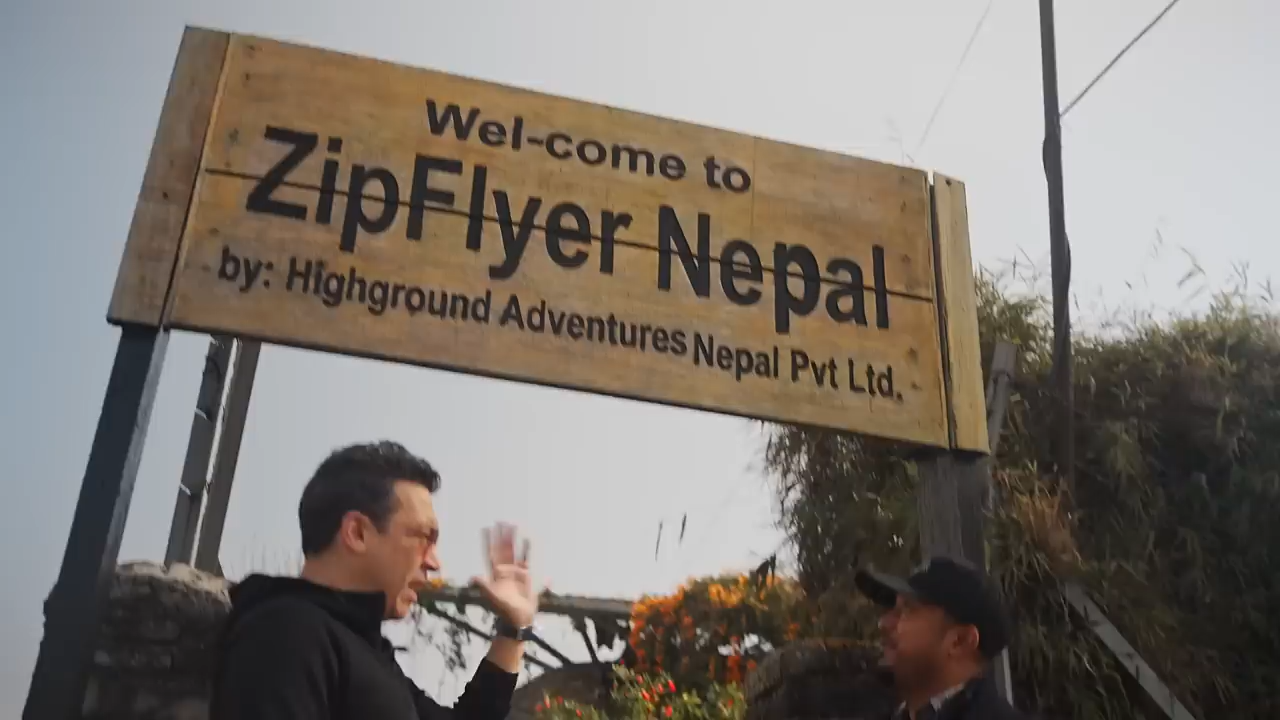 Wel-come to
ZipFlyer Nepal
by: Highground Adventures Nepal Pvt Ltd.